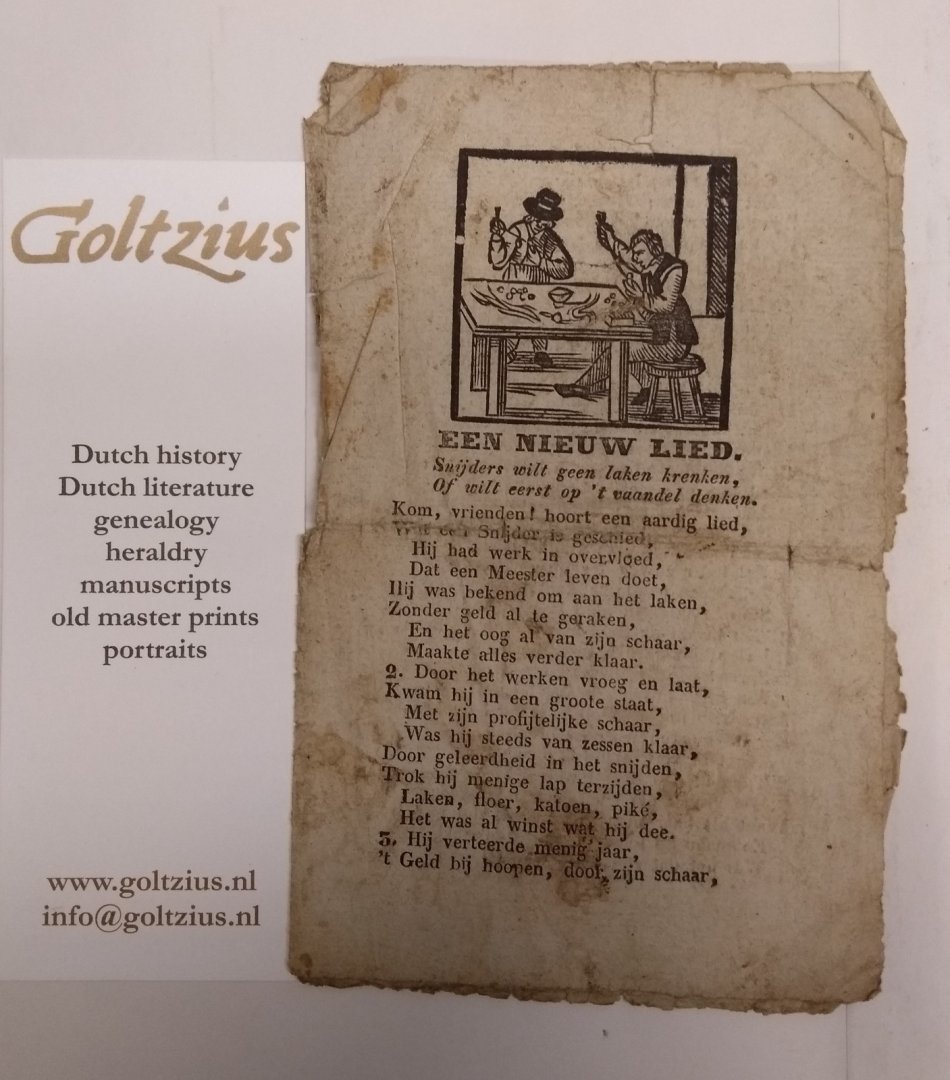 Goltzius
Dutch history
Dutch literature
genealogy
heraldry
manuscripts
old master prints
portraits
www.goltzius.nl
info@goltzius.nl
EEN NIEUW LIED.
Snijders wilt geen laken krenken,
Of wilt eerst op 't vaandel denken.
Kom, vrienden! hoort een aardig lied,
Wat een Snijder is geschied,
Hij had werk in overvloed,
Dat een Meester leven doet,
Hij was bekend om aan het laken,
Zonder geld al te geraken,
En het oog al van zijn schaar,
Maakte alles verder klaar.
2. Door het werken vroeg en laat,
Kwam hij in een groote staat,
Met zijn profijtelijke schaar,
Was hij steeds van zessen klaar,
Door geleerdheid in het snijden,
Trok hij menige lap terzijden,
Laken, floer, katoen, piké,
Het was al winst wat hij dee.
3. Hij verteerde menig jaar,
't Geld bij hoopen, door zijn schaar,